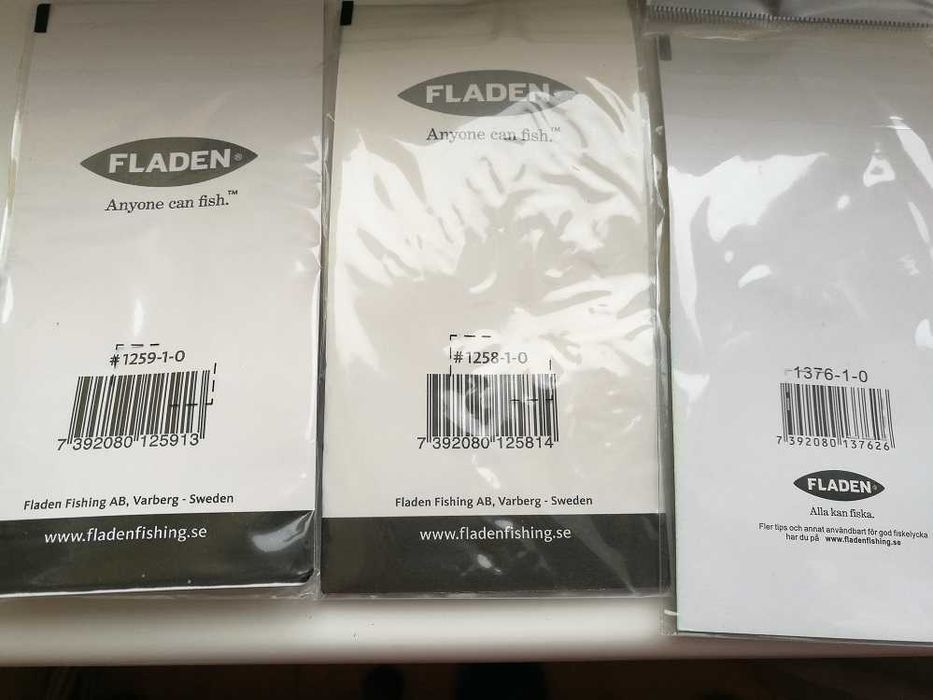 FLADEN®
Anyone can fish.™
#1259-1-0
7 392080 125913
Fladen Fishing AB, Varberg - Sweden
www.fladenfishing.se
FLADEN
Anyone can fish.™
#1258-1-0
7 392080 125814
Fladen Fishing AB, Varberg - Sweden
www.fladenfishing.se
1376-1-0
7 392080 137626
FLADEN®
Alla kan fiska.
Fler tips och annat användbart för god fiskelycka
har du på www.fladenfishing.se